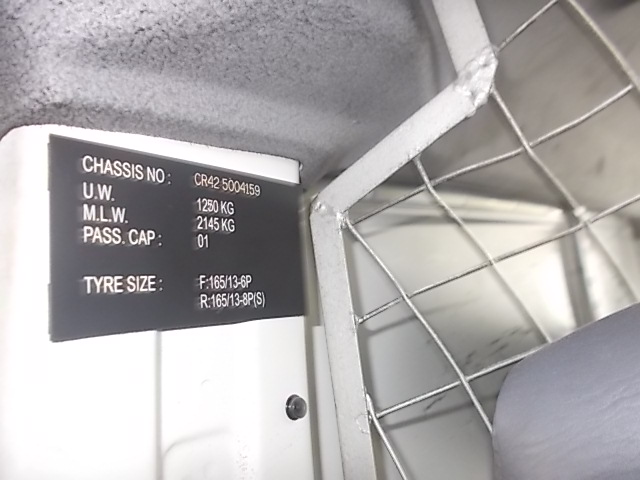 CHASSIS NO : CR42 5004159
U.W. 1250 KG
M.L.W. 2145 KG
PASS. CAP : 01
TYRE SIZE : F:165/13-6P
R:165/13-8P(S)